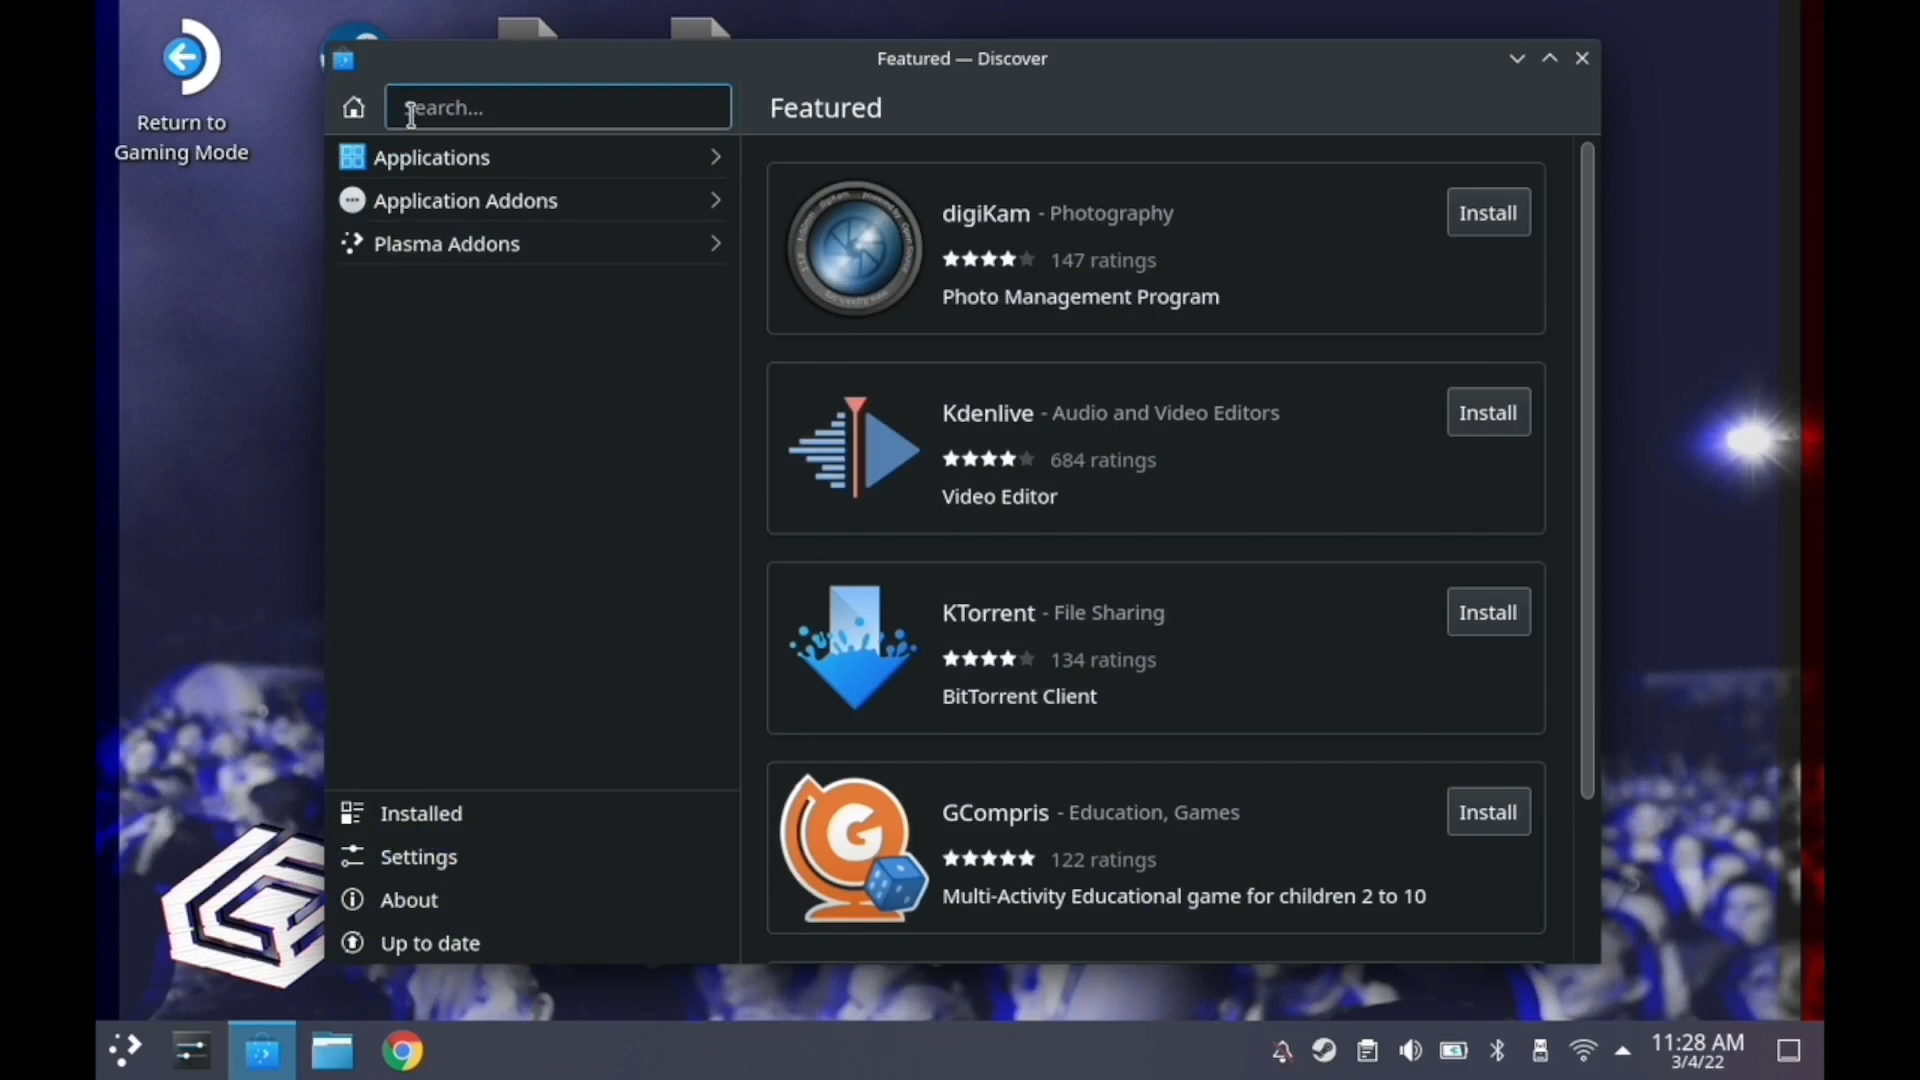 Return to
Gaming Mode
Featured — Discover
Search...
Featured
Applications
Application Addons
Plasma Addons
digiKam - Photography
Install
147 ratings
Photo Management Program
Kdenlive - Audio and Video Editors
Install
684 ratings
Video Editor
KTorrent - File Sharing
Install
134 ratings
BitTorrent Client
GCompris - Education, Games
Install
122 ratings
Multi-Activity Educational game for children 2 to 10
Installed
Settings
About
Up to date
11:28 AM
3/4/22